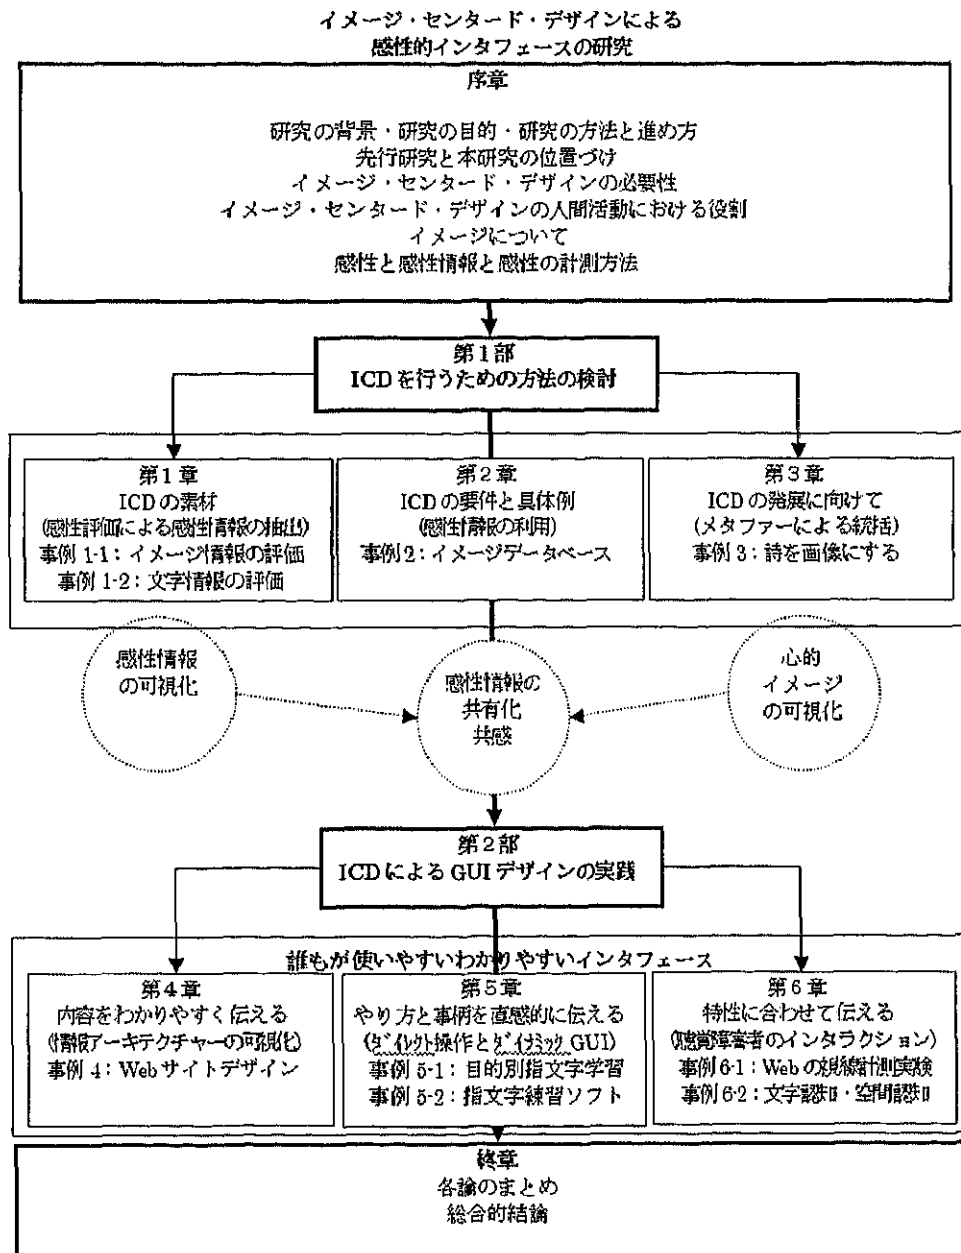 イメージ・センタード・デザインによる
感性的インタフェースの研究
序章
研究の背景・研究の目的・研究の方法と進め方
先行研究と本研究の位置づけ
イメージ・センタード・デザインの必要性
イメージ・センタード・デザインの人間活動における役割
イメージについて
感性と感性情報と感性の計測方法
第1部
ICDを行うための方法の検討
第1章
ICDの素材
(感性評価による感性情報の抽出)
事例 1-1：イメージ情報の評価
事例 1-2：文字情報の評価
第2章
ICDの要件と具体例
(感性情報の利用)
事例 2：イメージデータベース
第3章
ICDの発展に向けて
(メタファーによる統括)
事例 3：詩を画像にする
感性情報
の可視化
感性情報の
共有化
共感
心的
イメージ
の可視化
第2部
ICDによるGUIデザインの実践
誰もが使いやすいわかりやすいインタフェース
第4章
内容をわかりやすく伝える
(情報アーキテクチャーの可視化)
事例 4：Webサイトデザイン
第5章
やり方と事柄を直感的に伝える
(ﾀﾞｲﾚｸﾄ操作とﾀﾞｲﾅﾐｯｸ GUI)
事例 5-1：目的別指文字学習
事例 5-2：指文字練習ソフト
第6章
特性に合わせて伝える
(聴覚障害者のインタラクション)
事例 6-1：Webの視線計測実験
事例 6-2：文字認知・空間認知
終章
各論のまとめ
総合的結論